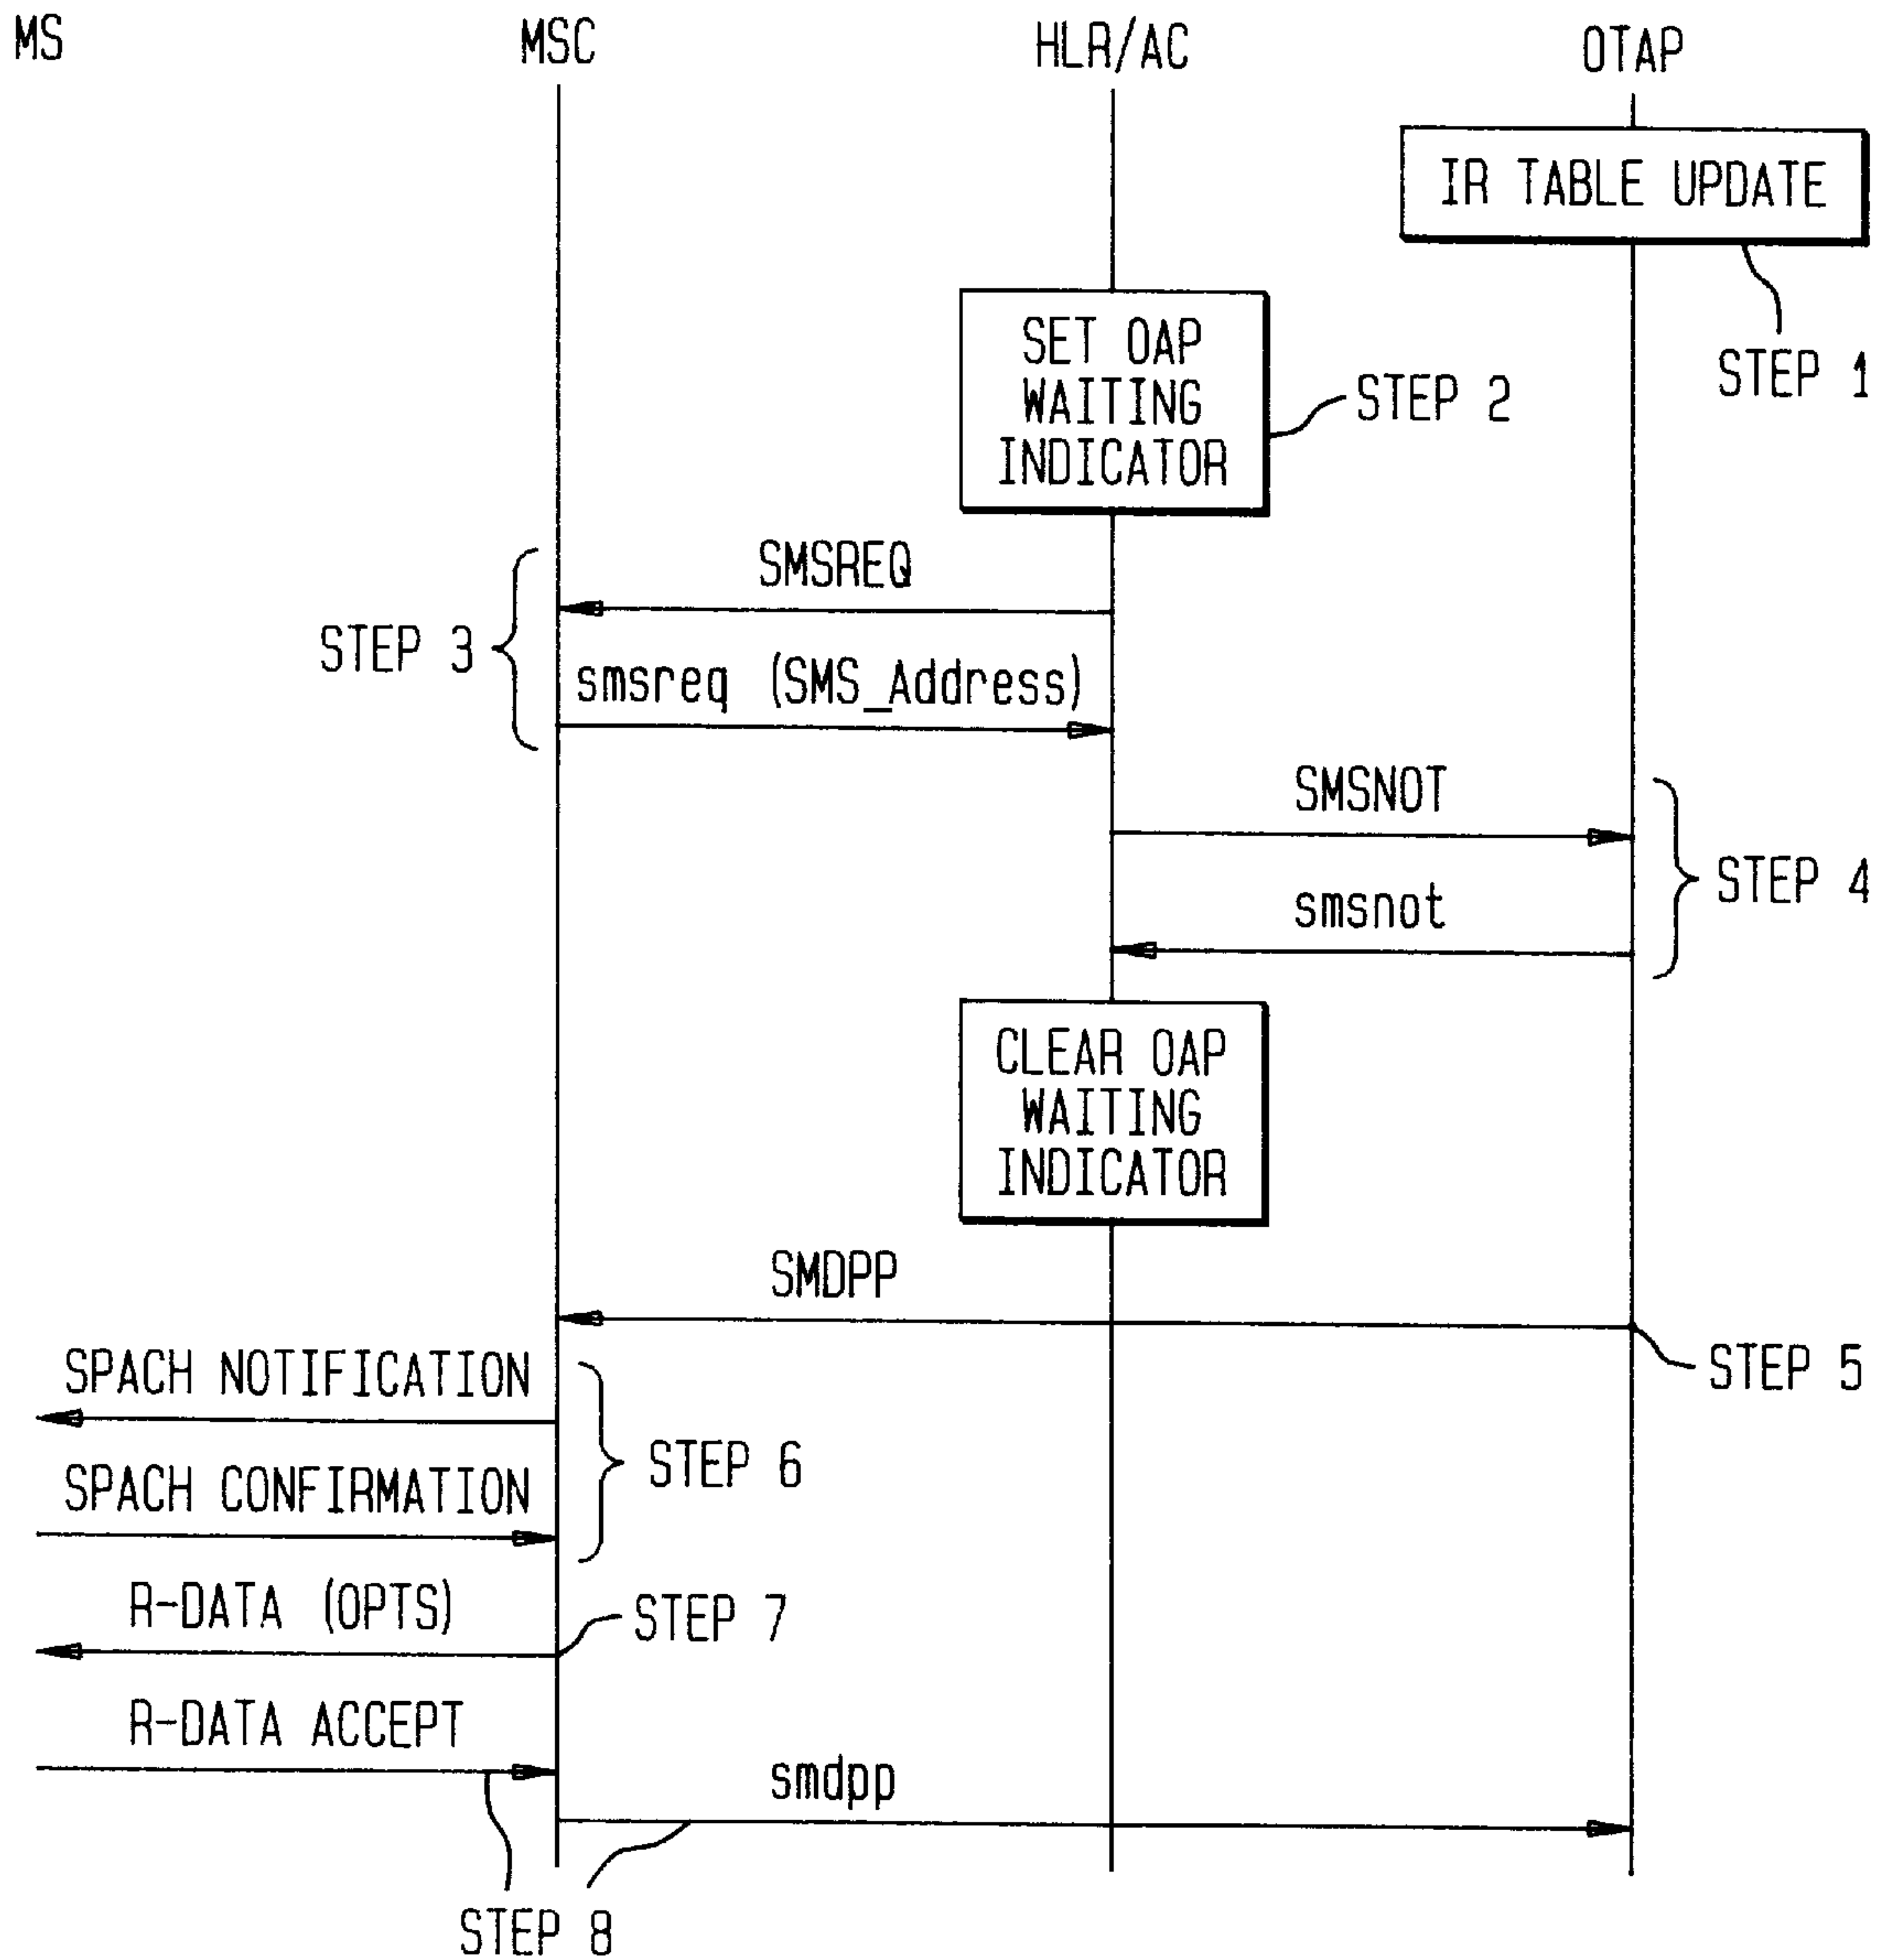 MS
MSC
HLR/AC
OTAP
IR TABLE UPDATE
STEP 1
SET OAP
WAITING
INDICATOR
STEP 2
SMSREQ
STEP 3
smsreq (SMS_Address)
SMSNOT
STEP 4
smsnot
CLEAR OAP
WAITING
INDICATOR
SMDPP
STEP 5
SPACH NOTIFICATION
STEP 6
SPACH CONFIRMATION
R-DATA (OPTS)
STEP 7
R-DATA ACCEPT
smdpp
STEP 8